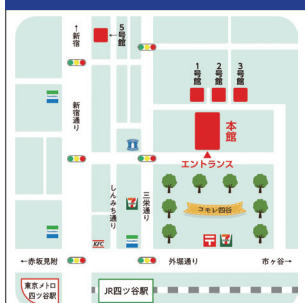 ←新宿
5号館
新宿通り
1号館
2号館
3号館
本館
エントランス
しんみち通り
三栄通り
コモレ四谷
KFC
←赤坂見附
外堀通り
市ヶ谷→
東京メトロ
四ツ谷駅
JR四ツ谷駅